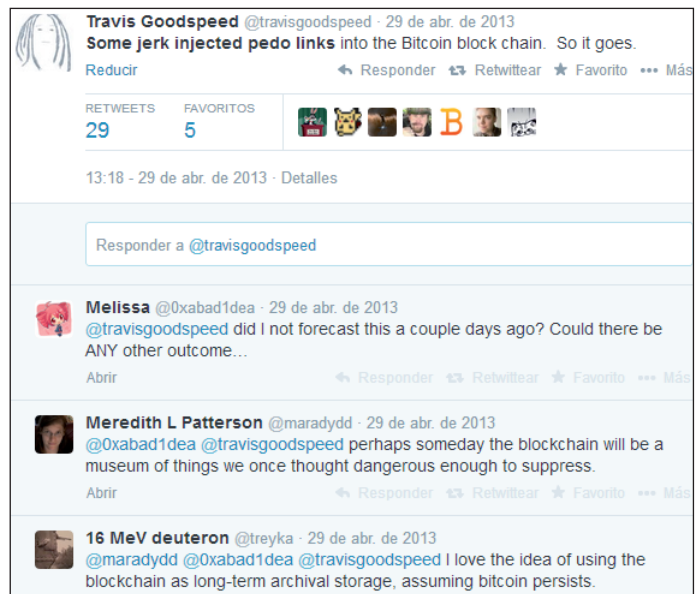 Travis Goodspeed @travisgoodspeed · 29 de abr. de 2013
Some jerk injected pedo links into the Bitcoin block chain. So it goes.
Reducir Responder Retwittear Favorito Más
RETWEETS FAVORITOS
29 5
13:18 - 29 de abr. de 2013 · Detalles
Responder a @travisgoodspeed
Melissa @0xabad1dea · 29 de abr. de 2013
@travisgoodspeed did I not forecast this a couple days ago? Could there be
ANY other outcome…
Abrir Responder Retwittear Favorito Más
Meredith L Patterson @maradydd · 29 de abr. de 2013
@0xabad1dea @travisgoodspeed perhaps someday the blockchain will be a
museum of things we once thought dangerous enough to suppress.
Abrir Responder Retwittear Favorito Más
16 MeV deuteron @treyka · 29 de abr. de 2013
@maradydd @0xabad1dea @travisgoodspeed I love the idea of using the
blockchain as long-term archival storage, assuming bitcoin persists.